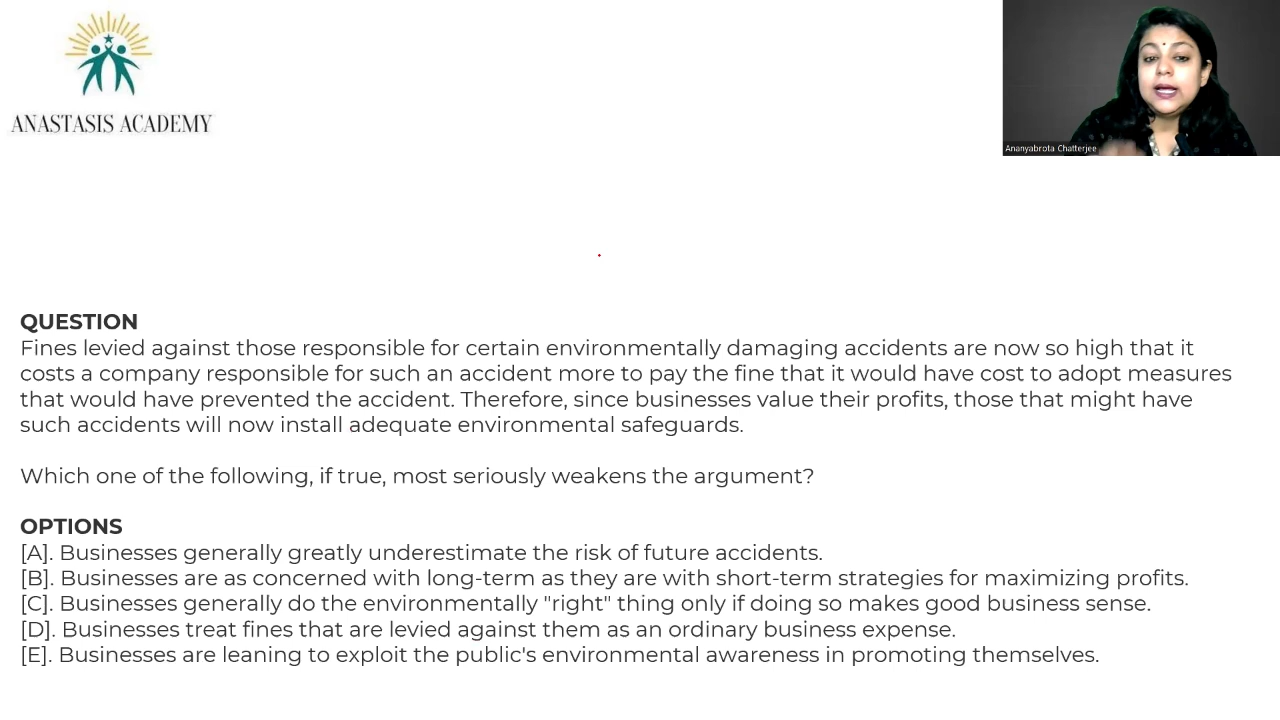 ANASTASIS ACADEMY
Ananyabrota Chatterjee
QUESTION
Fines levied against those responsible for certain environmentally damaging accidents are now so high that it
costs a company responsible for such an accident more to pay the fine that it would have cost to adopt measures
that would have prevented the accident. Therefore, since businesses value their profits, those that might have
such accidents will now install adequate environmental safeguards.
Which one of the following, if true, most seriously weakens the argument?
OPTIONS
[A]. Businesses generally greatly underestimate the risk of future accidents.
[B]. Businesses are as concerned with long-term as they are with short-term strategies for maximizing profits.
[C]. Businesses generally do the environmentally "right" thing only if doing so makes good business sense.
[D]. Businesses treat fines that are levied against them as an ordinary business expense.
[E]. Businesses are leaning to exploit the public's environmental awareness in promoting themselves.